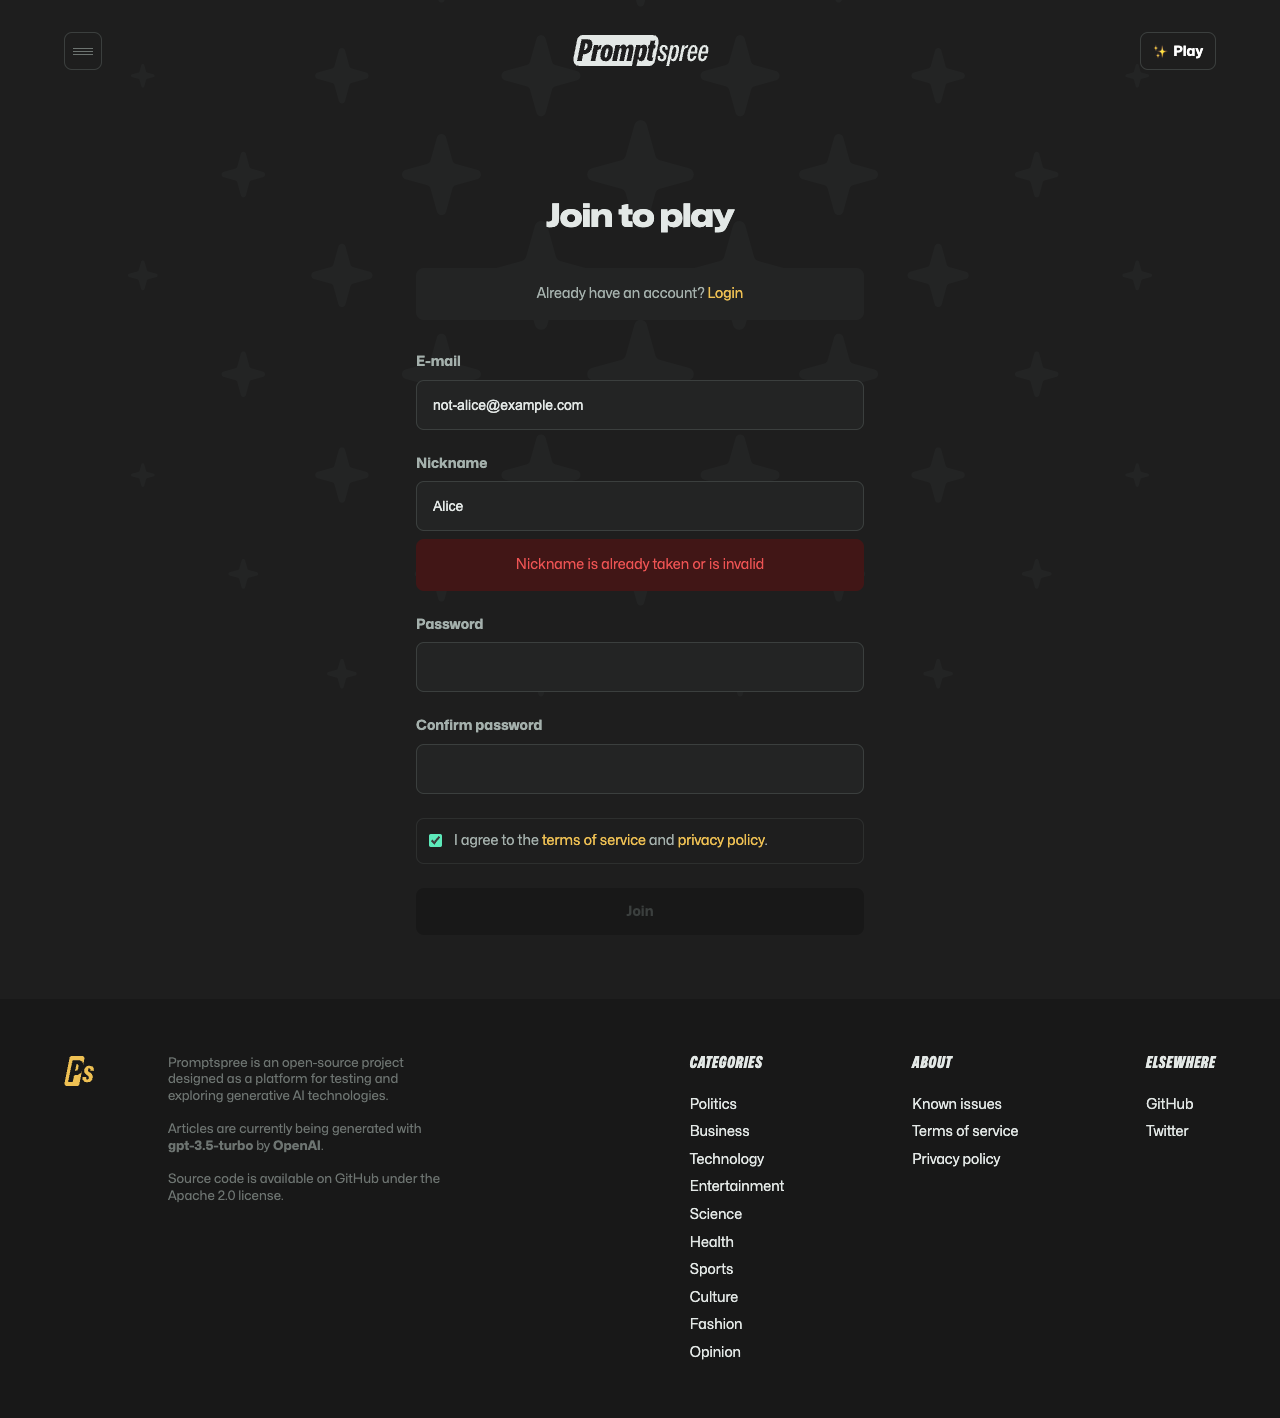 Promptspree
✨ Play
Join to play
Already have an account? Login
E-mail
not-alice@example.com
Nickname
Alice
Nickname is already taken or is invalid
Password
Confirm password
I agree to the terms of service and privacy policy.
Join
Ps
Promptspree is an open-source project
designed as a platform for testing and
exploring generative AI technologies.
Articles are currently being generated with
gpt-3.5-turbo by OpenAI.
Source code is available on GitHub under the
Apache 2.0 license.
CATEGORIES
Politics
Business
Technology
Entertainment
Science
Health
Sports
Culture
Fashion
Opinion
ABOUT
Known issues
Terms of service
Privacy policy
ELSEWHERE
GitHub
Twitter